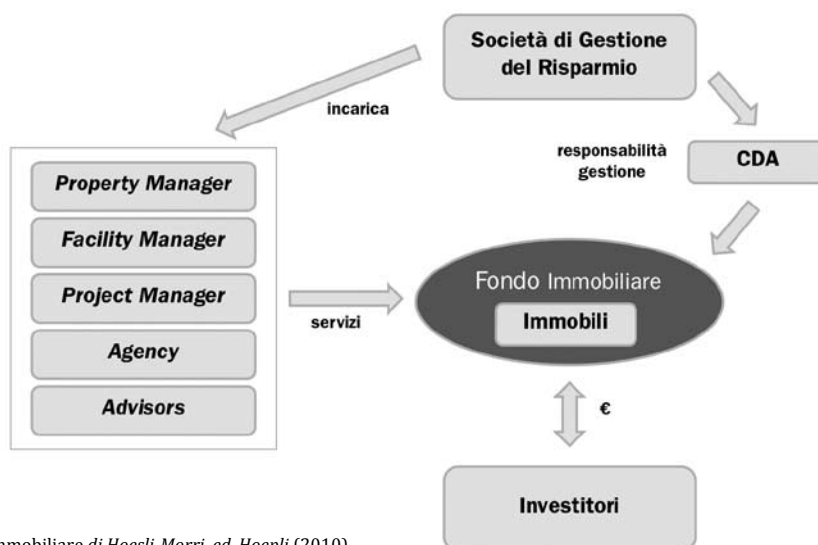 Società di Gestione
del Risparmio
incarica
responsabilità
gestione
CDA
Property Manager
Facility Manager
Project Manager
Agency
Advisors
servizi
Fondo Immobiliare
Immobili
€
Investitori
di Hoesli-Morri, ed. Hoepli (2010)